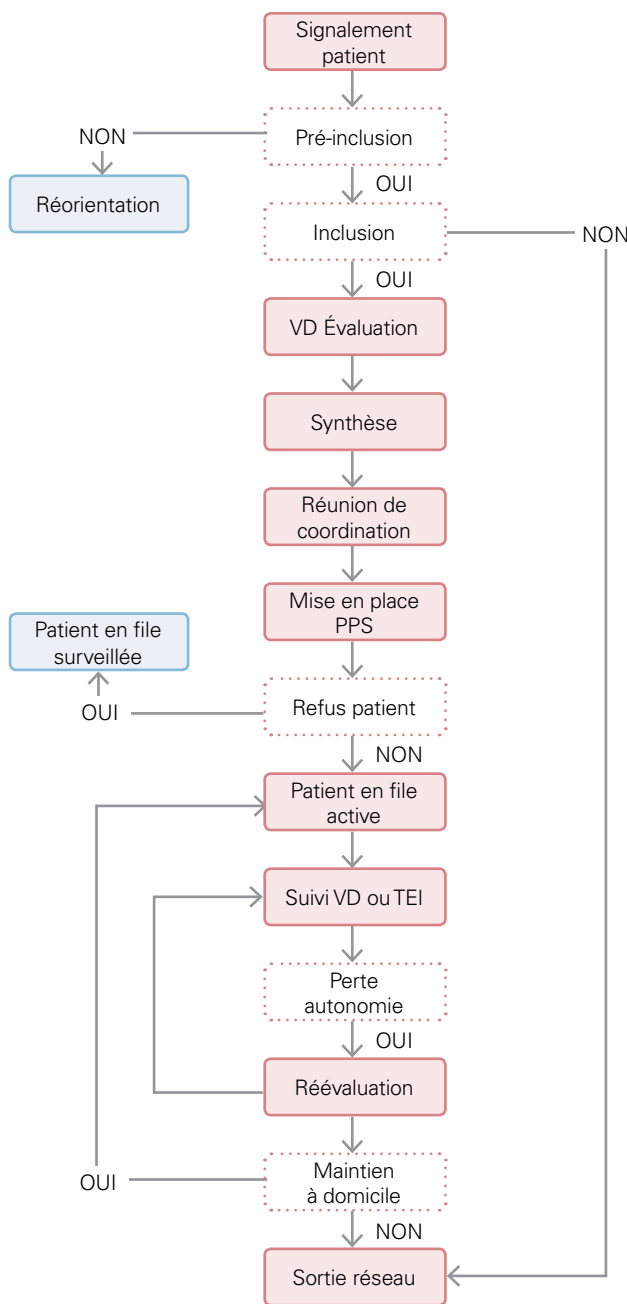 Signalement
patient
NON
Pré-inclusion
OUI
Réorientation
Inclusion
NON
OUI
VD Évaluation
Synthèse
Réunion de
coordination
Mise en place
PPS
Patient en file
surveillée
OUI
Refus patient
NON
Patient en file
active
Suivi VD ou TEI
Perte
autonomie
OUI
Réévaluation
OUI
Maintien
à domicile
NON
Sortie réseau